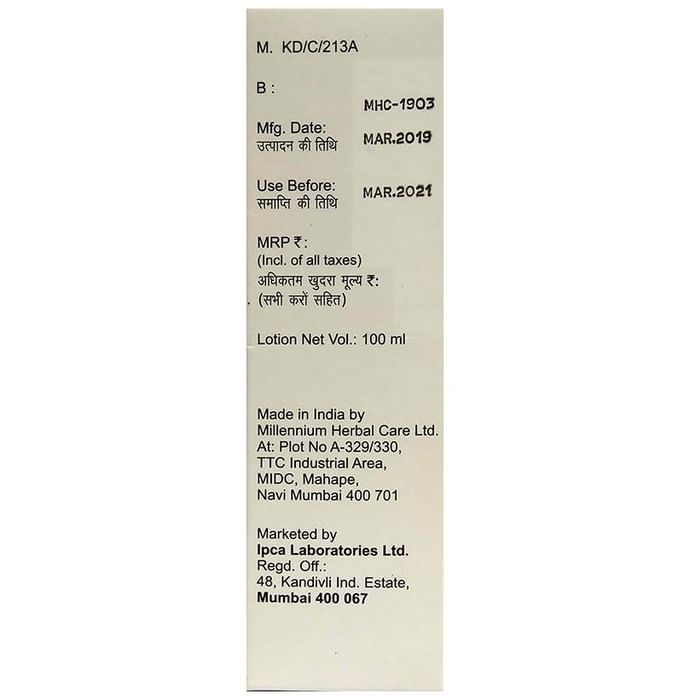 M. KD/C/213A
B :
MHC-1903
Mfg. Date:
उत्पादन की तिथि
MAR.2019
Use Before:
समाप्ति की तिथि
MAR.2021
MRP ₹:
(Incl. of all taxes)
अधिकतम खुदरा मूल्य ₹:
(सभी करों सहित)
Lotion Net Vol.: 100 ml
Made in India by
Millennium Herbal Care Ltd.
At: Plot No A-329/330,
TTC Industrial Area,
MIDC, Mahape,
Navi Mumbai 400 701
Marketed by
Ipca Laboratories Ltd.
Regd. Off.:
48, Kandivli Ind. Estate,
Mumbai 400 067